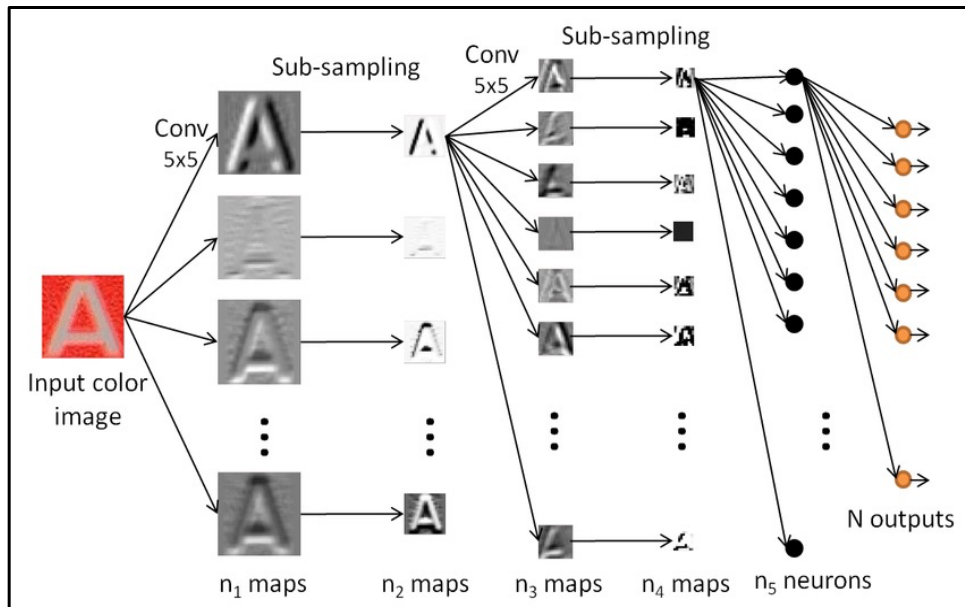 Sub-sampling
Conv
5x5
Sub-sampling
Conv
5x5
Input color
image
N outputs
n₁ maps
n₂ maps
n₃ maps
n₄ maps
n₅ neurons